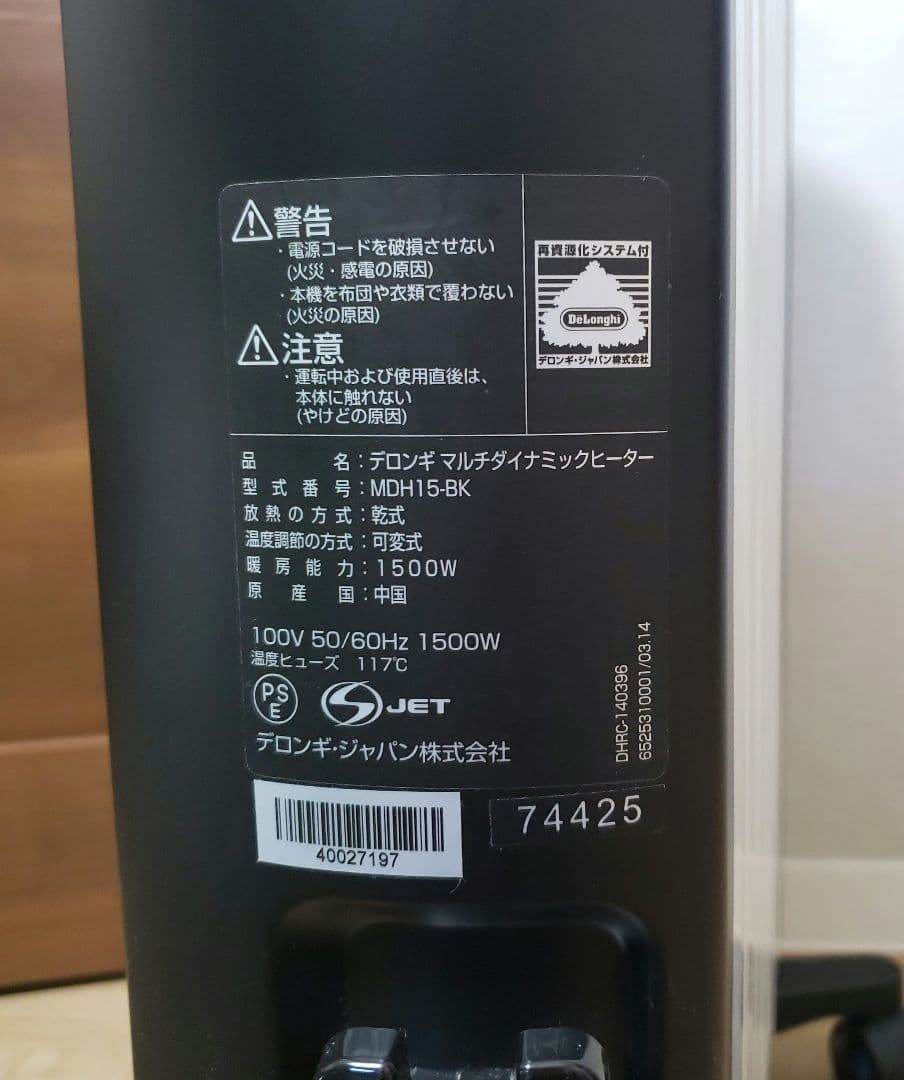 警告
・電源コードを破損させない
(火災・感電の原因)
・本機を布団や衣類で覆わない
(火災の原因)
注意
・運転中および使用直後は、
本体に触れない
(やけどの原因)
再資源化システム付
DeLonghi
デロンギ・ジャパン株式会社
品名：デロンギ マルチダイナミックヒーター
型式番号：MDH15-BK
放熱の方式：乾式
温度調節の方式：可変式
暖房能力：1500W
原産国：中国
100V 50/60Hz 1500W
温度ヒューズ 117℃
PS
E
JET
デロンギ・ジャパン株式会社
DHRC-140396
6525310001/03.14
40027197
74425